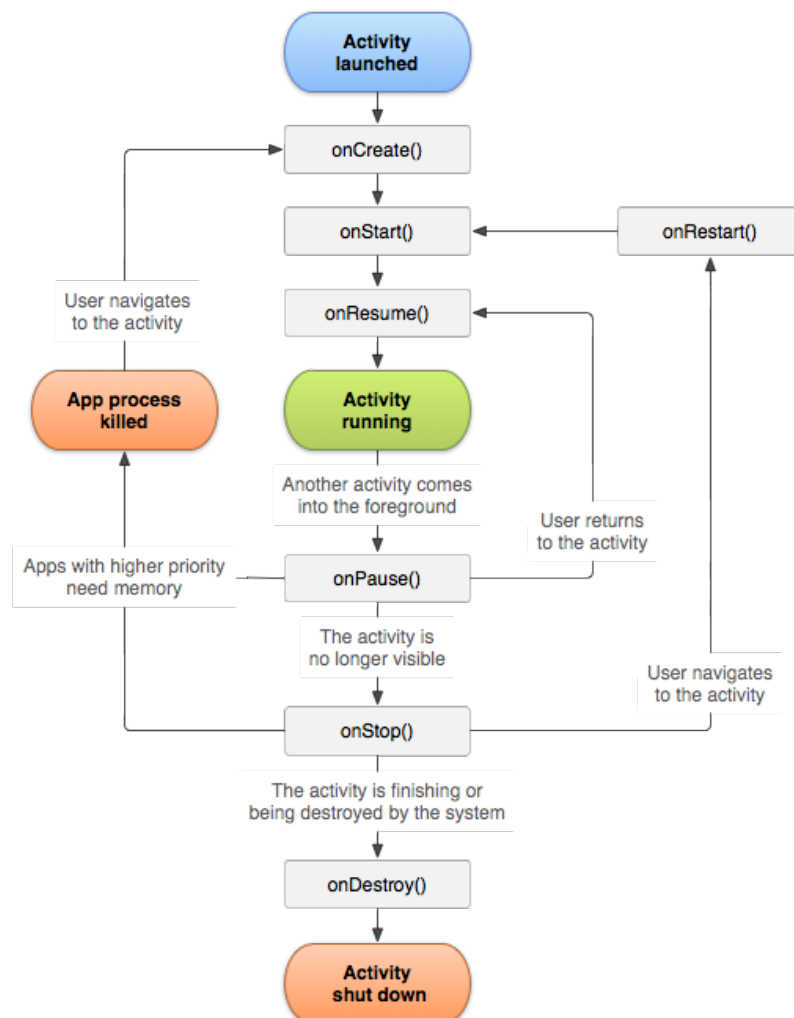 Activity
launched
onCreate()
onStart()
onRestart()
User navigates
to the activity
onResume()
App process
killed
Activity
running
Another activity comes
into the foreground
User returns
to the activity
Apps with higher priority
need memory
onPause()
The activity is
no longer visible
User navigates
to the activity
onStop()
The activity is finishing or
being destroyed by the system
onDestroy()
Activity
shut down